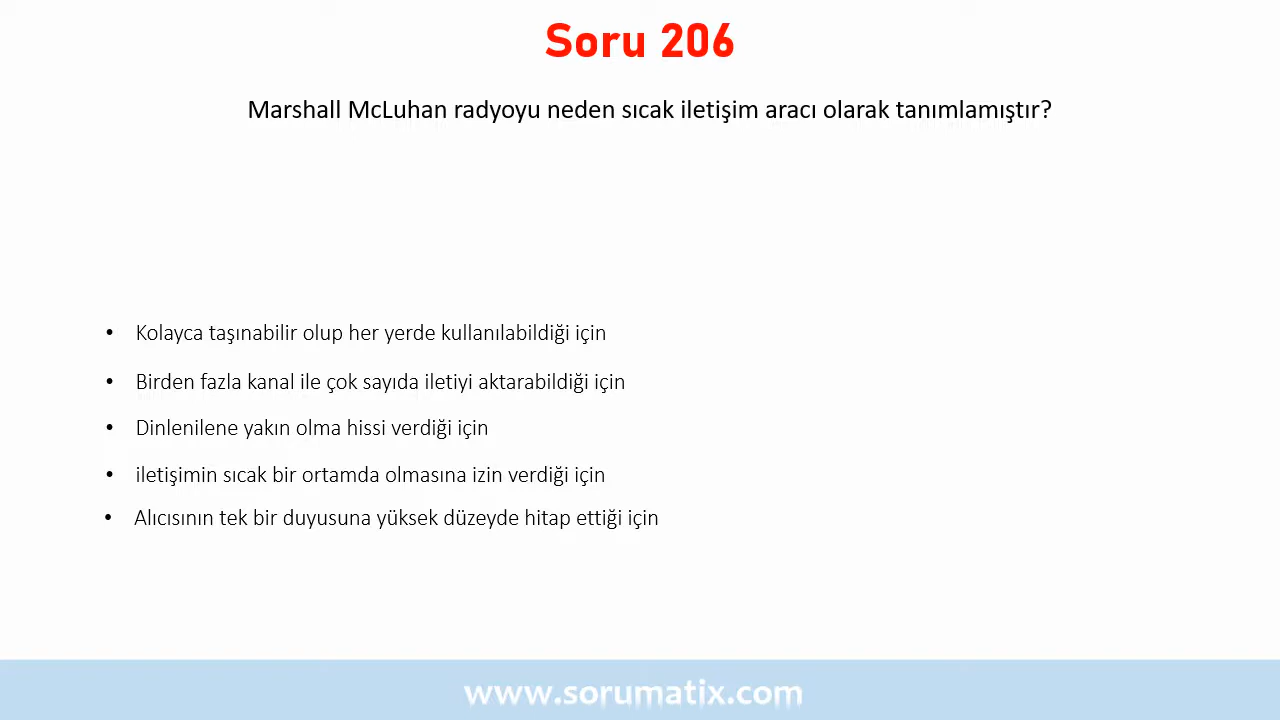 Soru 206
Marshall McLuhan radyoyu neden sıcak iletişim aracı olarak tanımlamıştır?
• Kolayca taşınabilir olup her yerde kullanılabildiği için
• Birden fazla kanal ile çok sayıda iletiyi aktarabildiği için
• Dinlenilene yakın olma hissi verdiği için
• iletişimin sıcak bir ortamda olmasına izin verdiği için
• Alıcısının tek bir duyusuna yüksek düzeyde hitap ettiği için
www.sorumatix.com